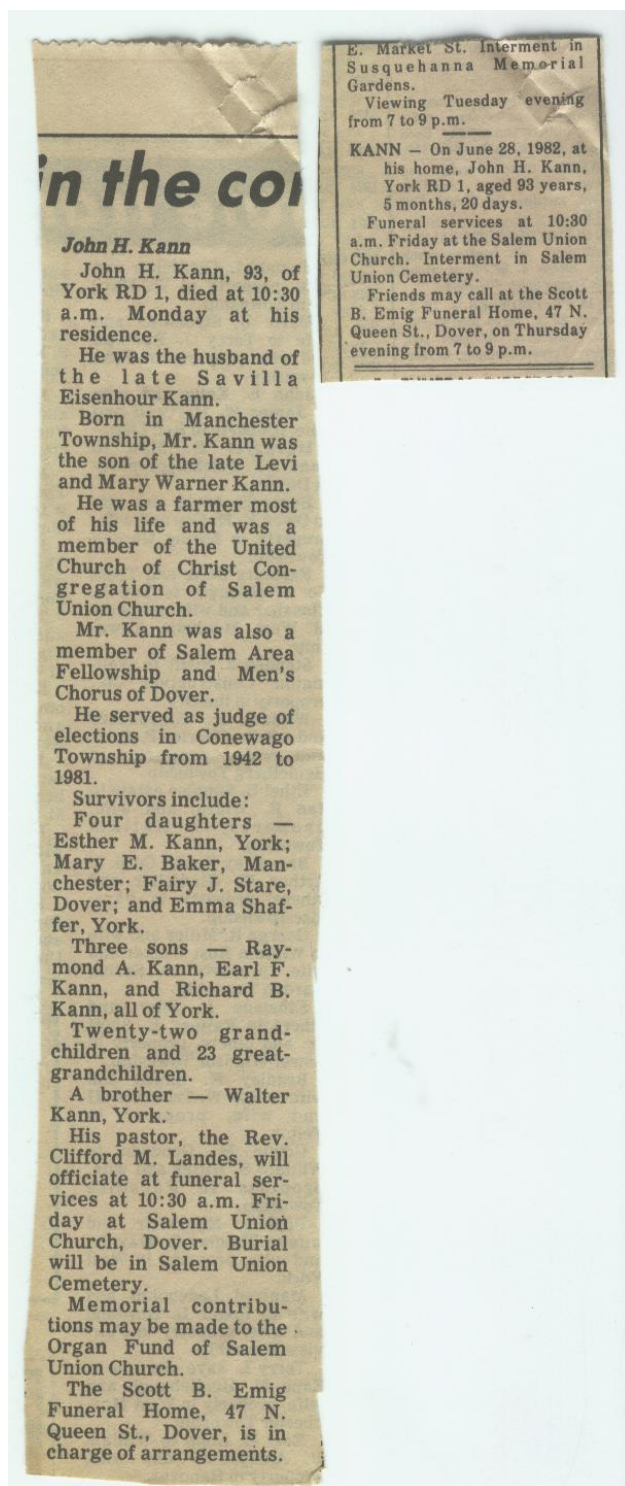 in the co
John H. Kann
John H. Kann, 93, of
York RD 1, died at 10:30
a.m. Monday at his
residence.
He was the husband of
the late Savilla
Eisenhour Kann.
Born in Manchester
Township, Mr. Kann was
the son of the late Levi
and Mary Warner Kann.
He was a farmer most
of his life and was a
member of the United
Church of Christ Con-
gregation of Salem
Union Church.
Mr. Kann was also a
member of Salem Area
Fellowship and Men's
Chorus of Dover.
He served as judge of
elections in Conewago
Township from 1942 to
1981.
Survivors include:
Four daughters —
Esther M. Kann, York;
Mary E. Baker, Man-
chester; Fairy J. Stare,
Dover; and Emma Shaf-
fer, York.
Three sons — Ray-
mond A. Kann, Earl F.
Kann, and Richard B.
Kann, all of York.
Twenty-two grand-
children and 23 great-
grandchildren.
A brother — Walter
Kann, York.
His pastor, the Rev.
Clifford M. Landes, will
officiate at funeral ser-
vices at 10:30 a.m. Fri-
day at Salem Union
Church, Dover. Burial
will be in Salem Union
Cemetery.
Memorial contribu-
tions may be made to the
Organ Fund of Salem
Union Church.
The Scott B. Emig
Funeral Home, 47 N.
Queen St., Dover, is in
charge of arrangements.
E. Market St. Interment in
Susquehanna Memorial
Gardens.
Viewing Tuesday evening
from 7 to 9 p.m.
KANN — On June 28, 1982, at
his home, John H. Kann,
York RD 1, aged 93 years,
5 months, 20 days.
Funeral services at 10:30
a.m. Friday at the Salem Union
Church. Interment in Salem
Union Cemetery.
Friends may call at the Scott
B. Emig Funeral Home, 47 N.
Queen St., Dover, on Thursday
evening from 7 to 9 p.m.